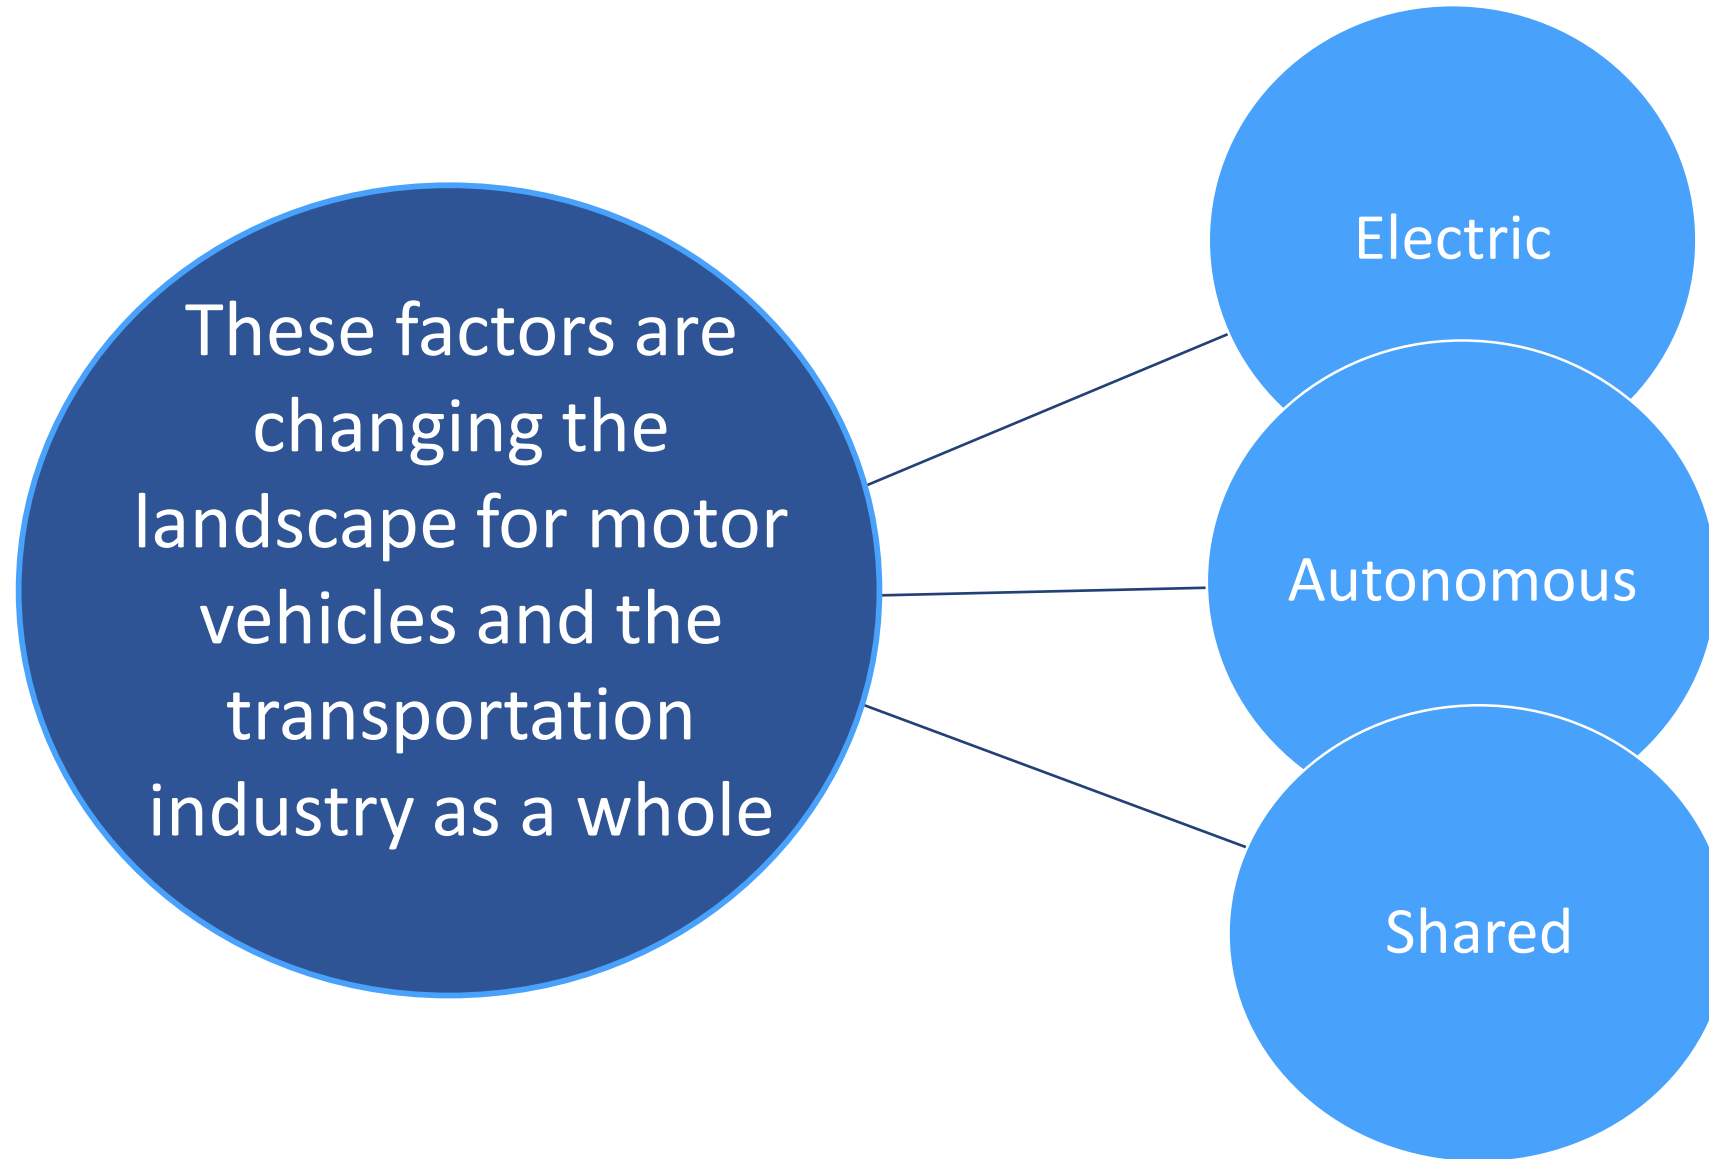 These factors are
changing the
landscape for motor
vehicles and the
transportation
industry as a whole
Electric
Autonomous
Shared